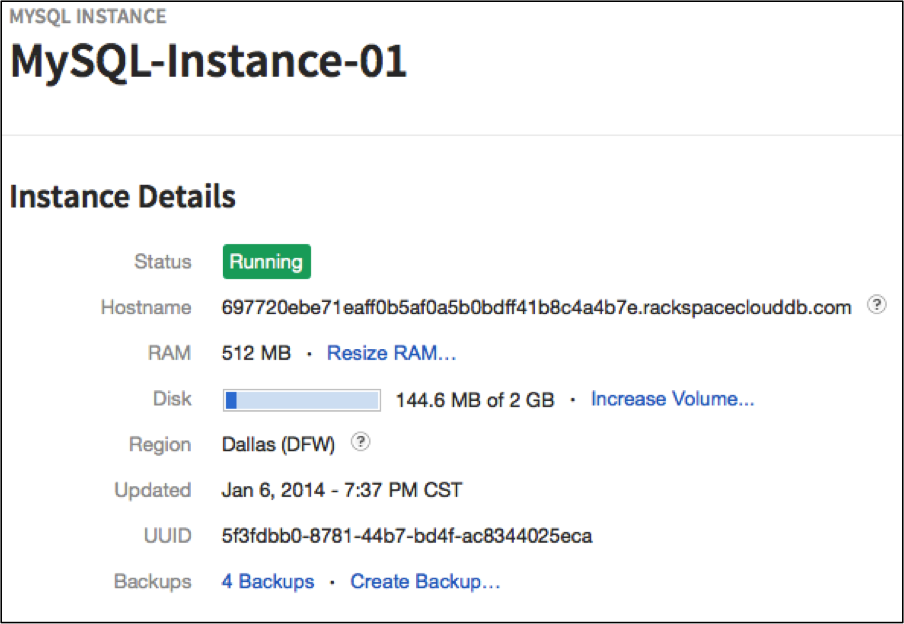 MYSQL INSTANCE
MySQL-Instance-01
Instance Details
Status Running
Hostname 697720ebe71eaff0b5af0a5b0bdff41b8c4a4b7e.rackspaceclouddb.com ?
RAM 512 MB · Resize RAM...
Disk 144.6 MB of 2 GB · Increase Volume...
Region Dallas (DFW) ?
Updated Jan 6, 2014 - 7:37 PM CST
UUID 5f3fdbb0-8781-44b7-bd4f-ac8344025eca
Backups 4 Backups · Create Backup...